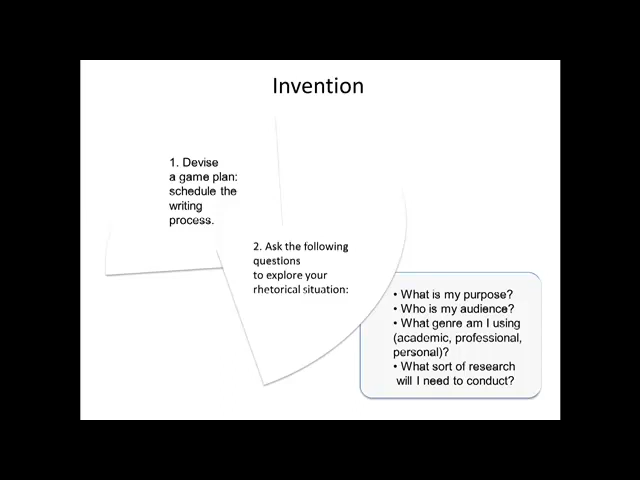 Invention
1. Devise
a game plan:
schedule the
writing
process.
2. Ask the following
questions
to explore your
rhetorical situation:
• What is my purpose?
• Who is my audience?
• What genre am I using
(academic, professional,
personal)?
• What sort of research
will I need to conduct?